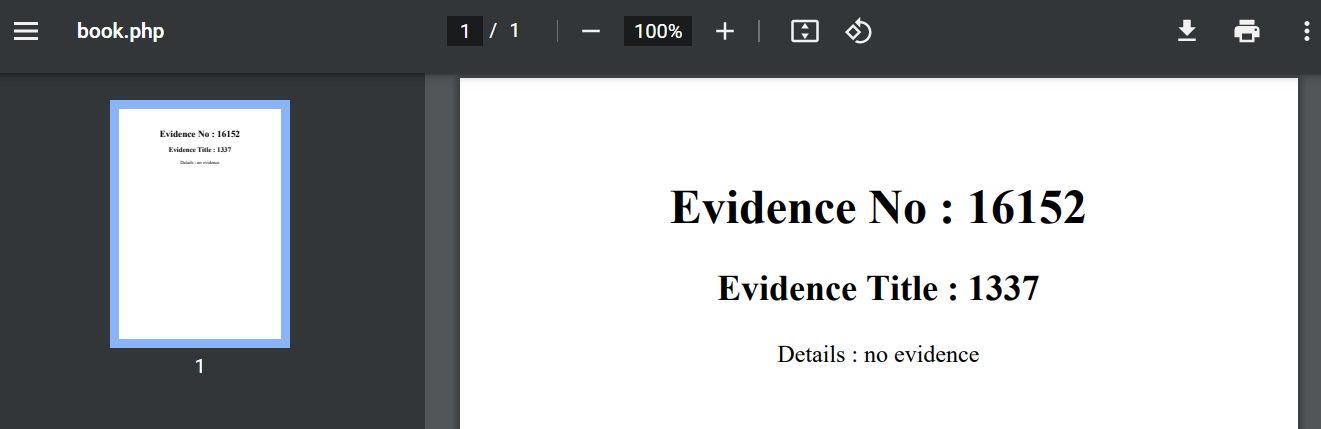 book.php
1 / 1
100%
Evidence No : 16152
Evidence Title : 1337
Details : no evidence
1
Evidence No : 16152
Evidence Title : 1337
Details : no evidence